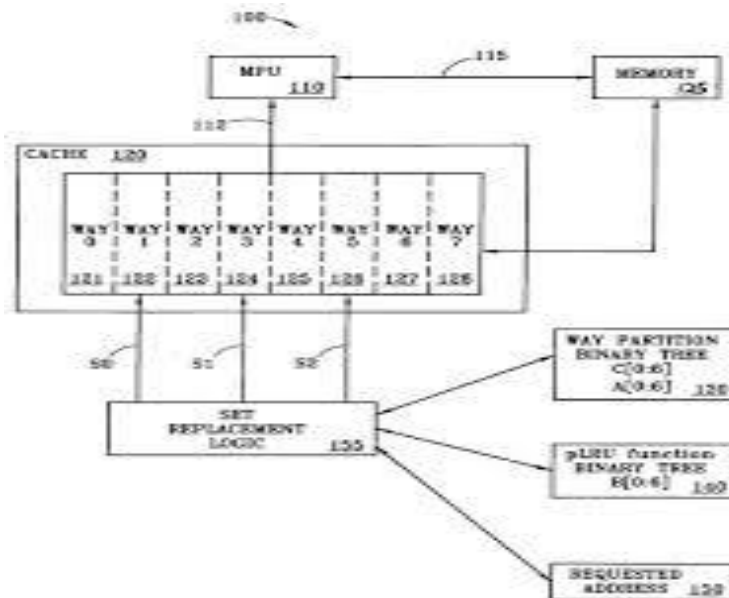 100
MPU
110
115
MEMORY
112
CACHE 120
WAY 0 WAY 1 WAY 2 WAY 3 WAY 4 WAY 5 WAY 6 WAY 7
121 122 123 124 125 126 127 128
S0 S1 S2
SET
REPLACEMENT
LOGIC
WAY PARTITION
BINARY TREE
C[0:6]
A[0:6]
pLRU function
BINARY TREE
B[0:6] 140
REQUESTED
ADDRESS